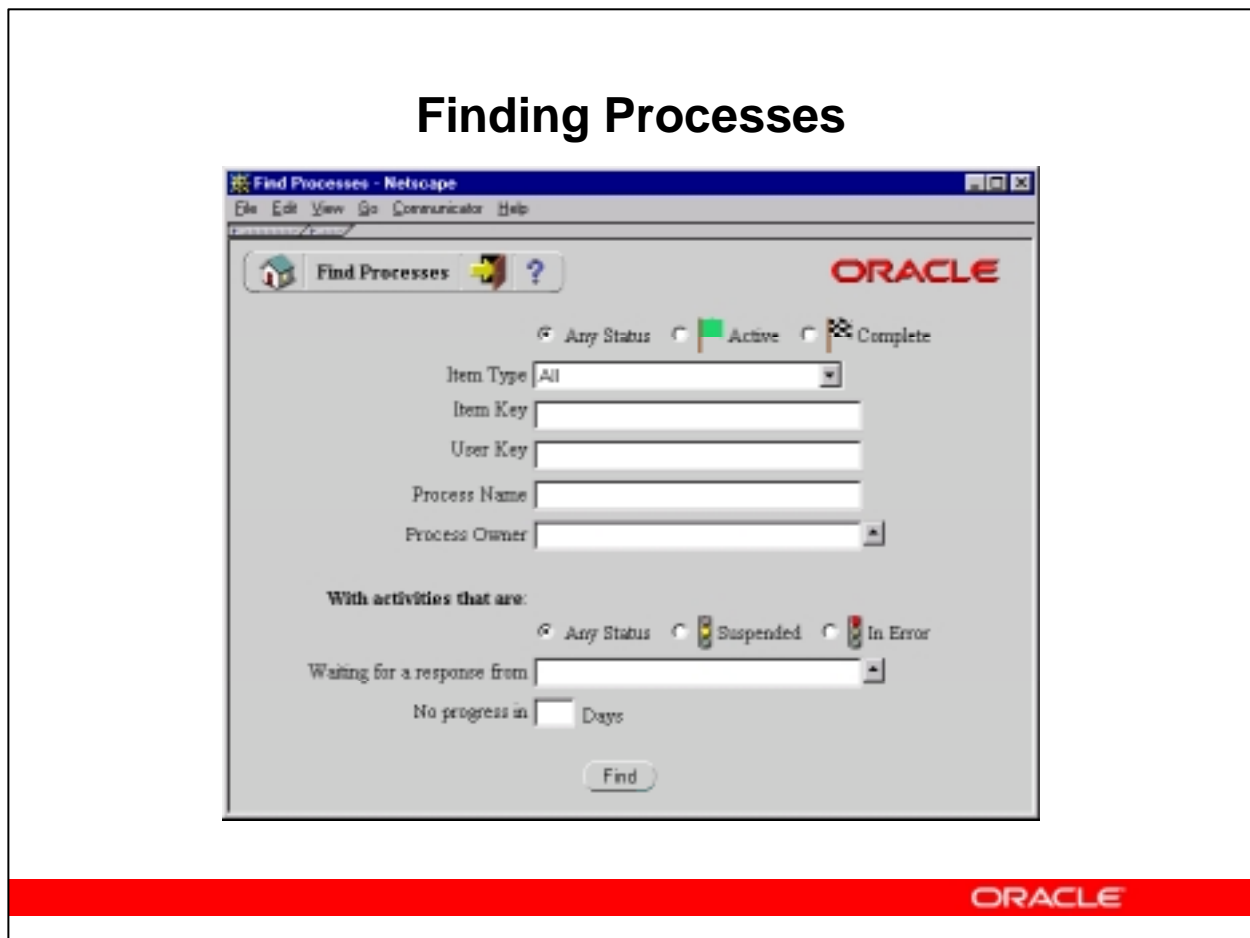 Finding Processes
Find Processes - Netscape
File Edit View Go Communicator Help
Find Processes ? ORACLE
Any Status Active Complete
Item Type All
Item Key
User Key
Process Name
Process Owner
With activities that are:
Any Status Suspended In Error
Waiting for a response from
No progress in Days
Find
ORACLE